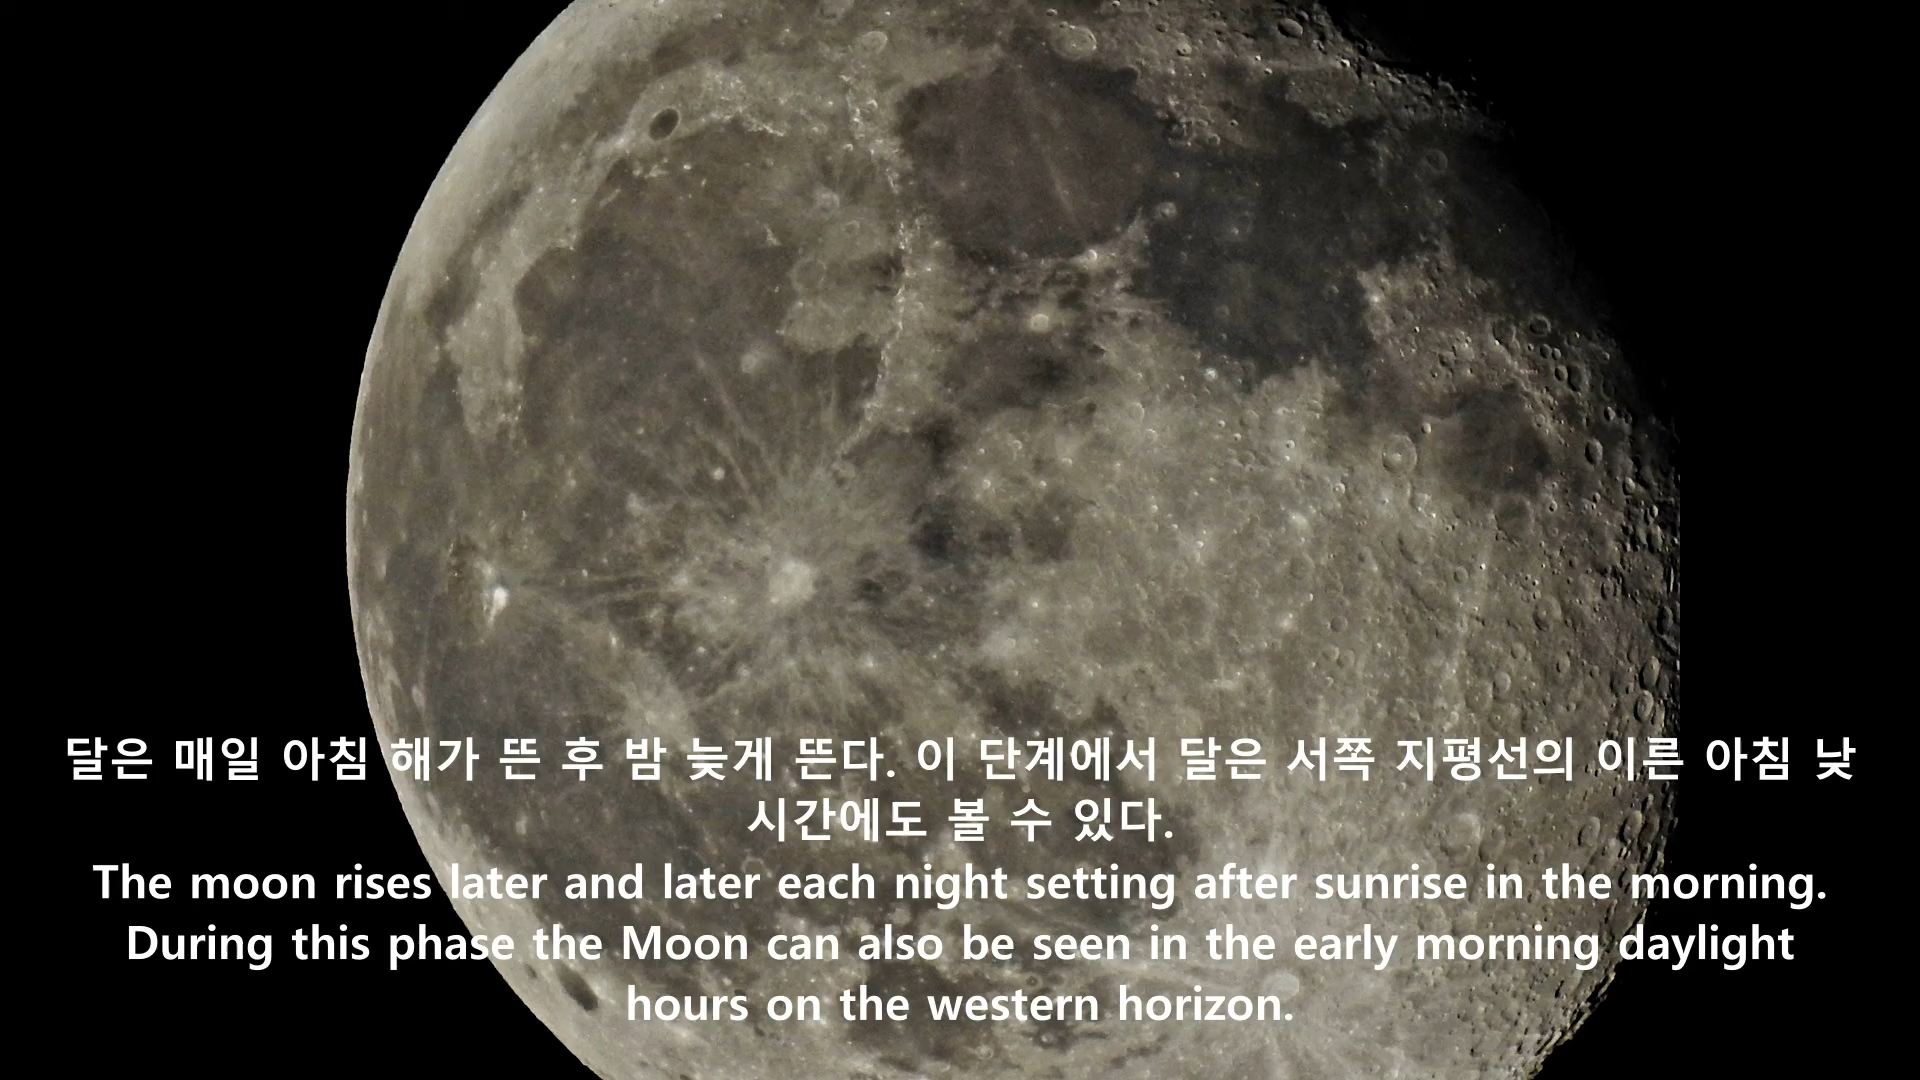 달은 매일 아침 해가 뜬 후 밤 늦게 뜬다. 이 단계에서 달은 서쪽 지평선의 이른 아침 낮
시간에도 볼 수 있다.
The moon rises later and later each night setting after sunrise in the morning.
During this phase the Moon can also be seen in the early morning daylight
hours on the western horizon.